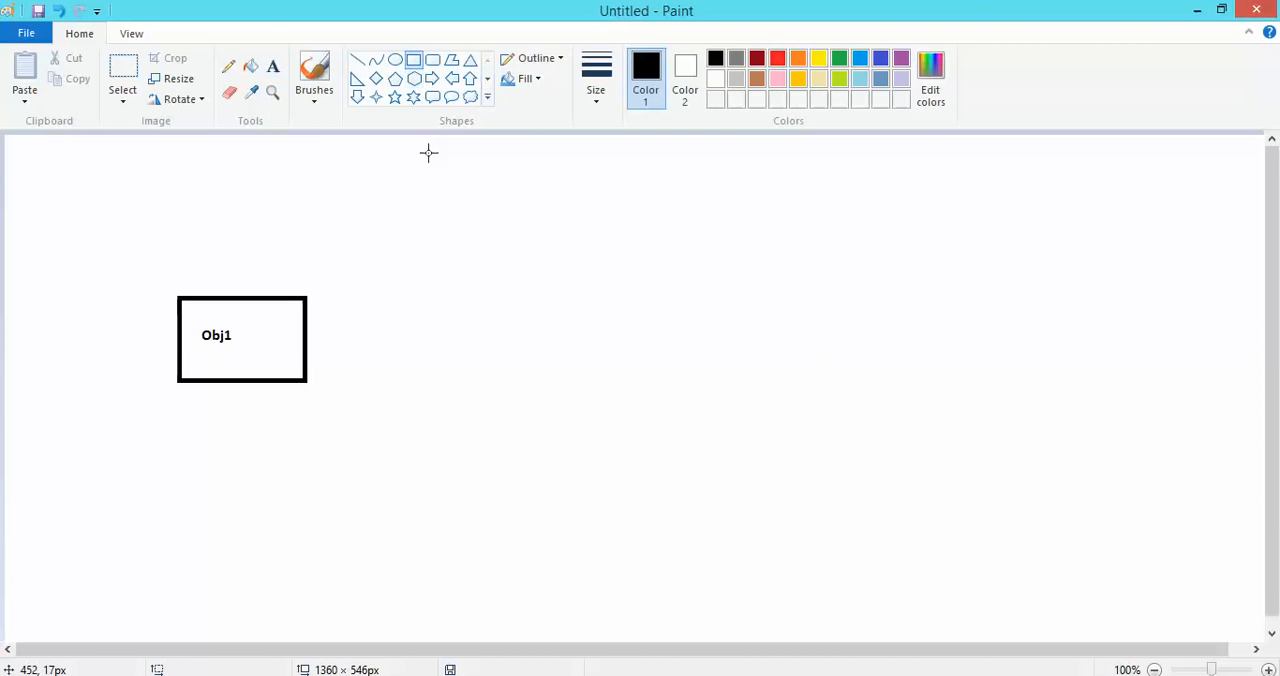 Untitled - Paint
File
Home
View
Paste
Cut
Copy
Clipboard
Select
Crop
Resize
Rotate
Image
A
Tools
Brushes
Outline
Fill
Shapes
Size
Color 1
Color 2
Edit colors
Colors
Obj1
452, 17px
1360 × 546px
100%